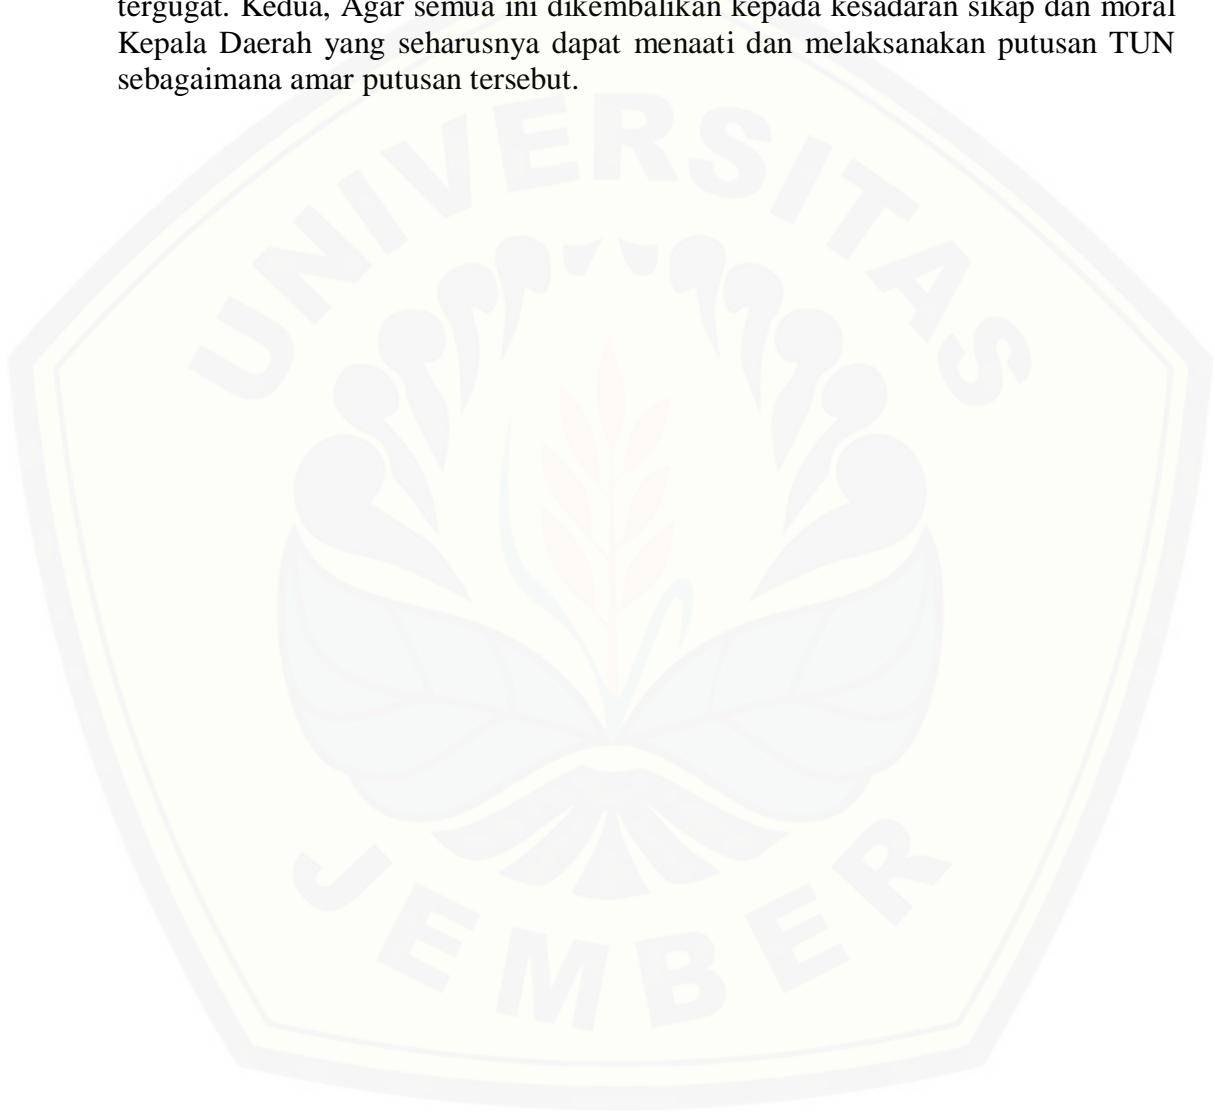 tergugat. Kedua, Agar semua ini dikembalikan kepada kesadaran sikap dan moral
Kepala Daerah yang seharusnya dapat menaati dan melaksanakan putusan TUN
sebagaimana amar putusan tersebut.
UNIVERSITAS
JEMBER